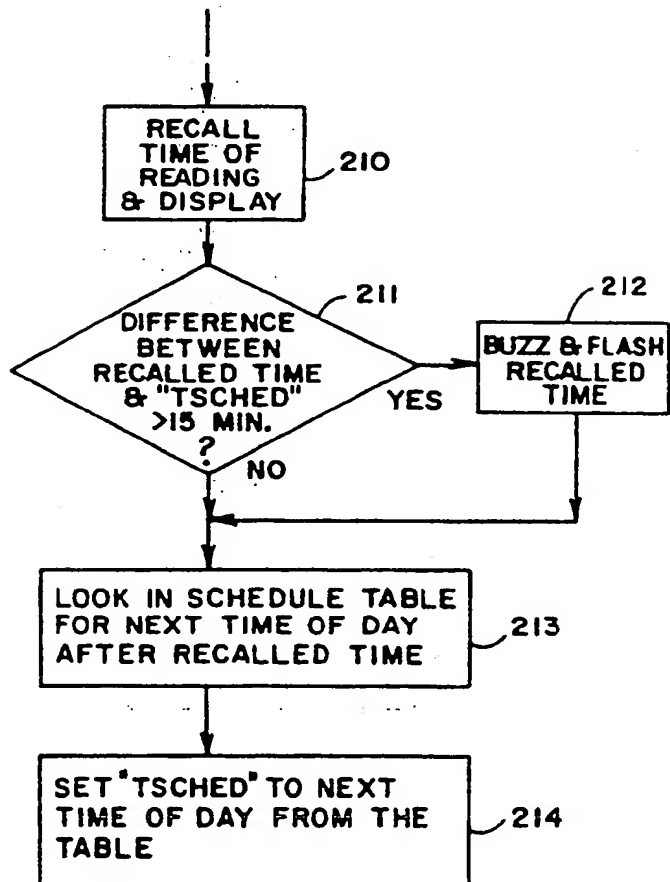 RECALL
TIME OF
READING
& DISPLAY
210
DIFFERENCE
BETWEEN
RECALLED TIME
& "TSCHED"
>15 MIN.
?
211
YES
NO
212
BUZZ & FLASH
RECALLED
TIME
LOOK IN SCHEDULE TABLE
FOR NEXT TIME OF DAY
AFTER RECALLED TIME
213
SET "TSCHED" TO NEXT
TIME OF DAY FROM THE
TABLE
214